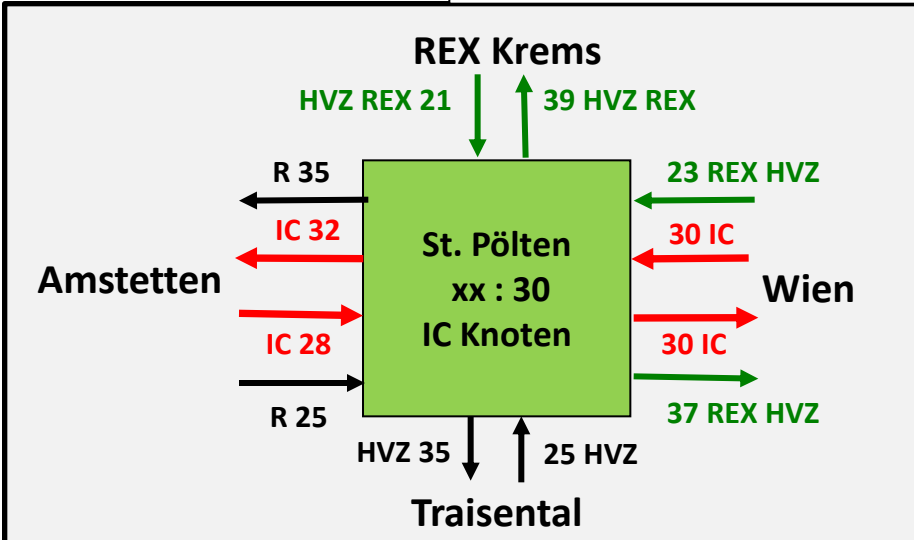 REX Krems
HVZ REX 21
39 HVZ REX
R 35
23 REX HVZ
IC 32
30 IC
St. Pölten
xx : 30
IC Knoten
Amstetten
Wien
IC 28
30 IC
R 25
37 REX HVZ
HVZ 35
25 HVZ
Traisental